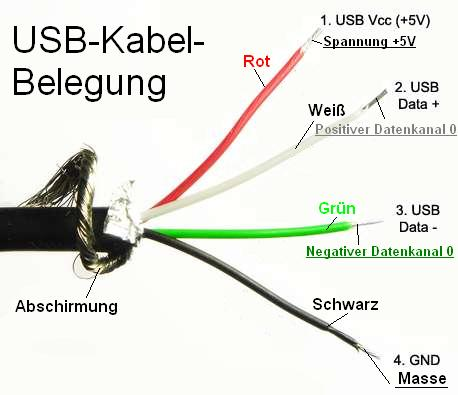 USB-Kabel-
Belegung
1. USB Vcc (+5V)
Spannung +5V
Rot
2. USB
Data +
Weiß
Positiver Datenkanal 0
Grün
3. USB
Data -
Negativer Datenkanal 0
Abschirmung
Schwarz
4. GND
Masse